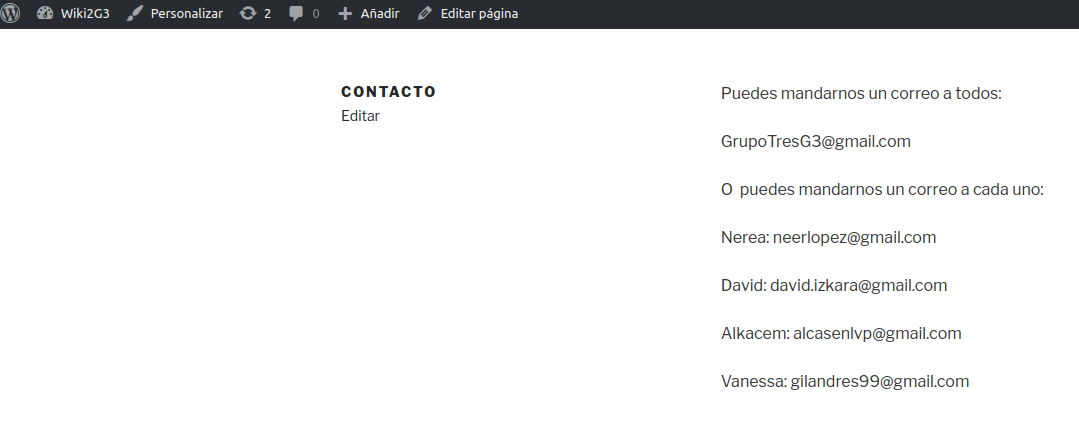 Wiki2G3 Personalizar 2 0 Añadir Editar página
CONTACTO
Editar
Puedes mandarnos un correo a todos:
GrupoTresG3@gmail.com
O puedes mandarnos un correo a cada uno:
Nerea: neerlopez@gmail.com
David: david.izkara@gmail.com
Alkacem: alcasenlvp@gmail.com
Vanessa: gilandres99@gmail.com